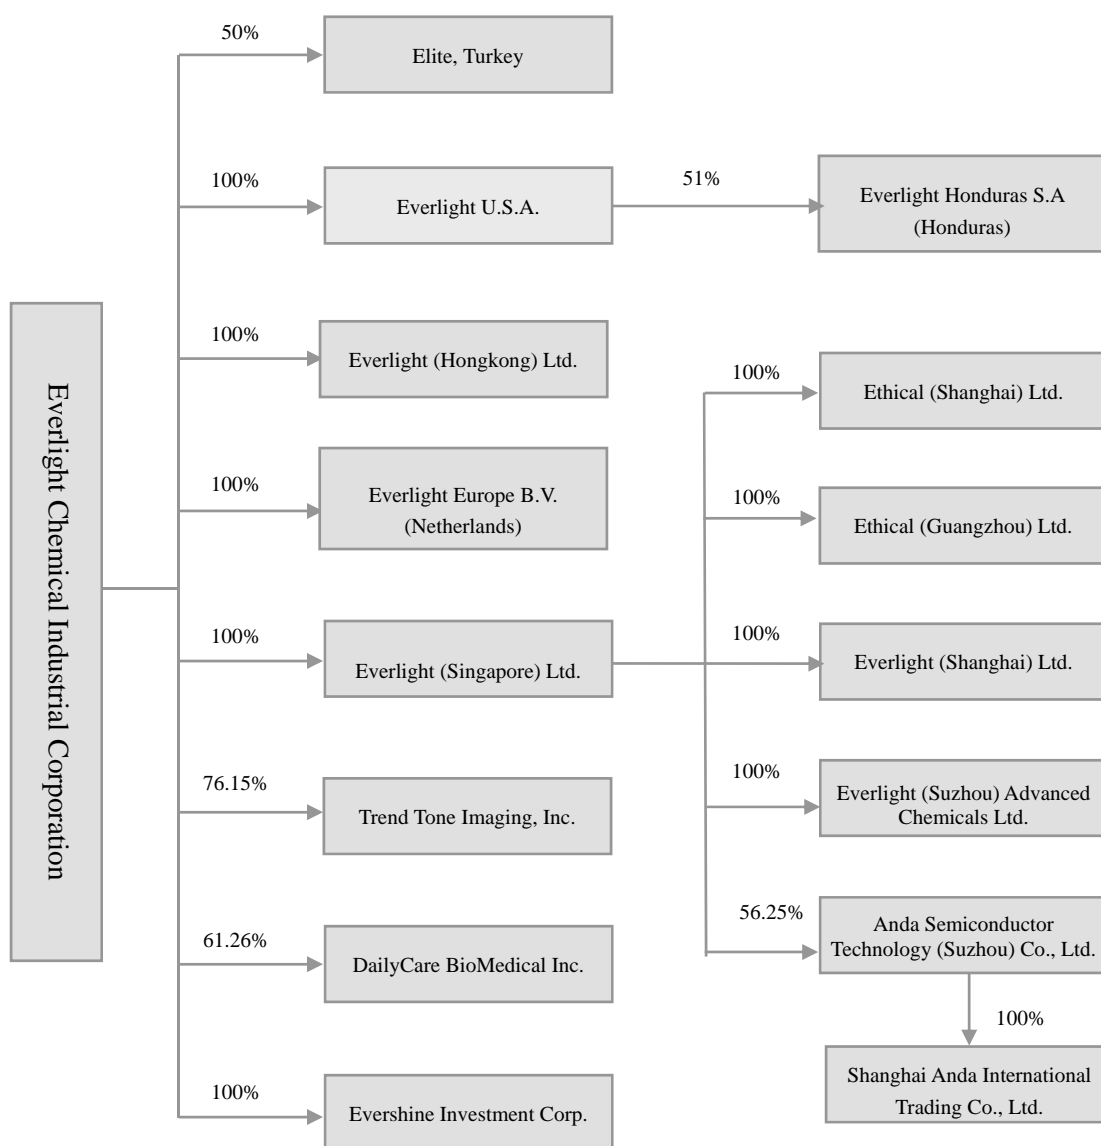 Everlight Chemical Industrial Corporation
50%
Elite, Turkey
100%
Everlight U.S.A.
51%
Everlight Honduras S.A
(Honduras)
100%
Everlight (Hongkong) Ltd.
100%
Everlight Europe B.V.
(Netherlands)
100%
Everlight (Singapore) Ltd.
100%
Ethical (Shanghai) Ltd.
100%
Ethical (Guangzhou) Ltd.
100%
Everlight (Shanghai) Ltd.
100%
Everlight (Suzhou) Advanced
Chemicals Ltd.
56.25%
Anda Semiconductor
Technology (Suzhou) Co., Ltd.
100%
Shanghai Anda International
Trading Co., Ltd.
76.15%
Trend Tone Imaging, Inc.
61.26%
DailyCare BioMedical Inc.
100%
Evershine Investment Corp.